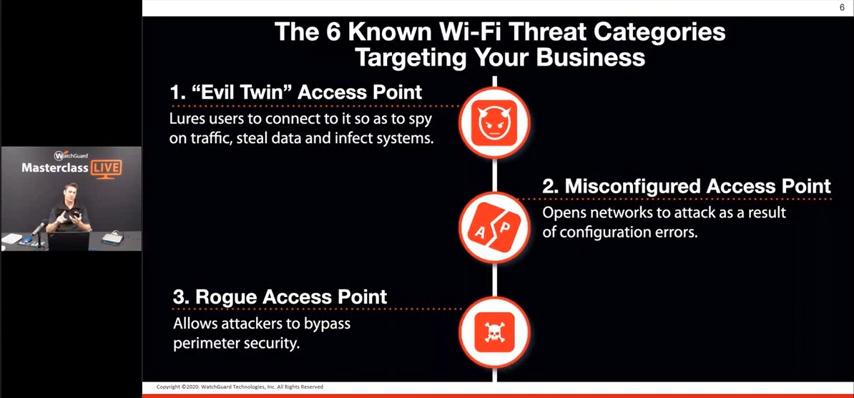 6
The 6 Known Wi-Fi Threat Categories
Targeting Your Business
1. “Evil Twin” Access Point
Lures users to connect to it so as to spy
on traffic, steal data and infect systems.
WatchGuard
Masterclass LIVE
2. Misconfigured Access Point
Opens networks to attack as a result
of configuration errors.
A P
3. Rogue Access Point
Allows attackers to bypass
perimeter security.
Copyright ©2020. WatchGuard Technologies, Inc. All Rights Reserved